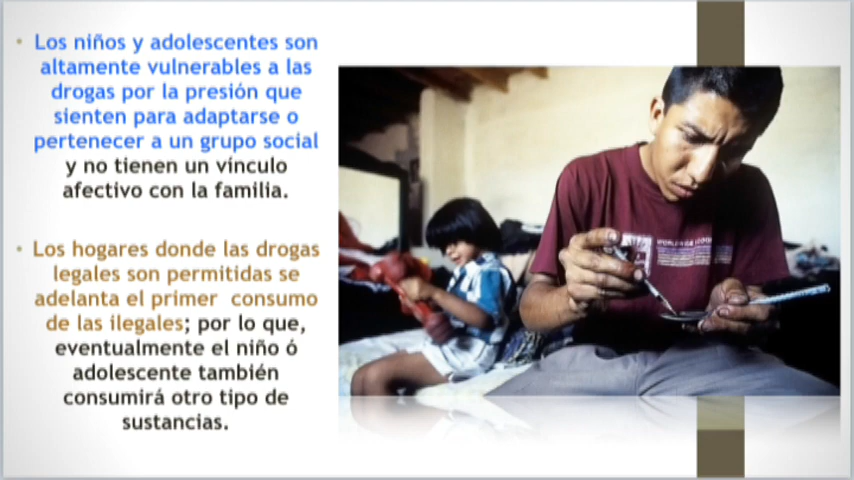 Los niños y adolescentes son
altamente vulnerables a las
drogas por la presión que
sienten para adaptarse o
pertenecer a un grupo social
y no tienen un vínculo
afectivo con la familia.
Los hogares donde las drogas
legales son permitidas se
adelanta el primer consumo
de las ilegales; por lo que,
eventualmente el niño ó
adolescente también
consumirá otro tipo de
sustancias.